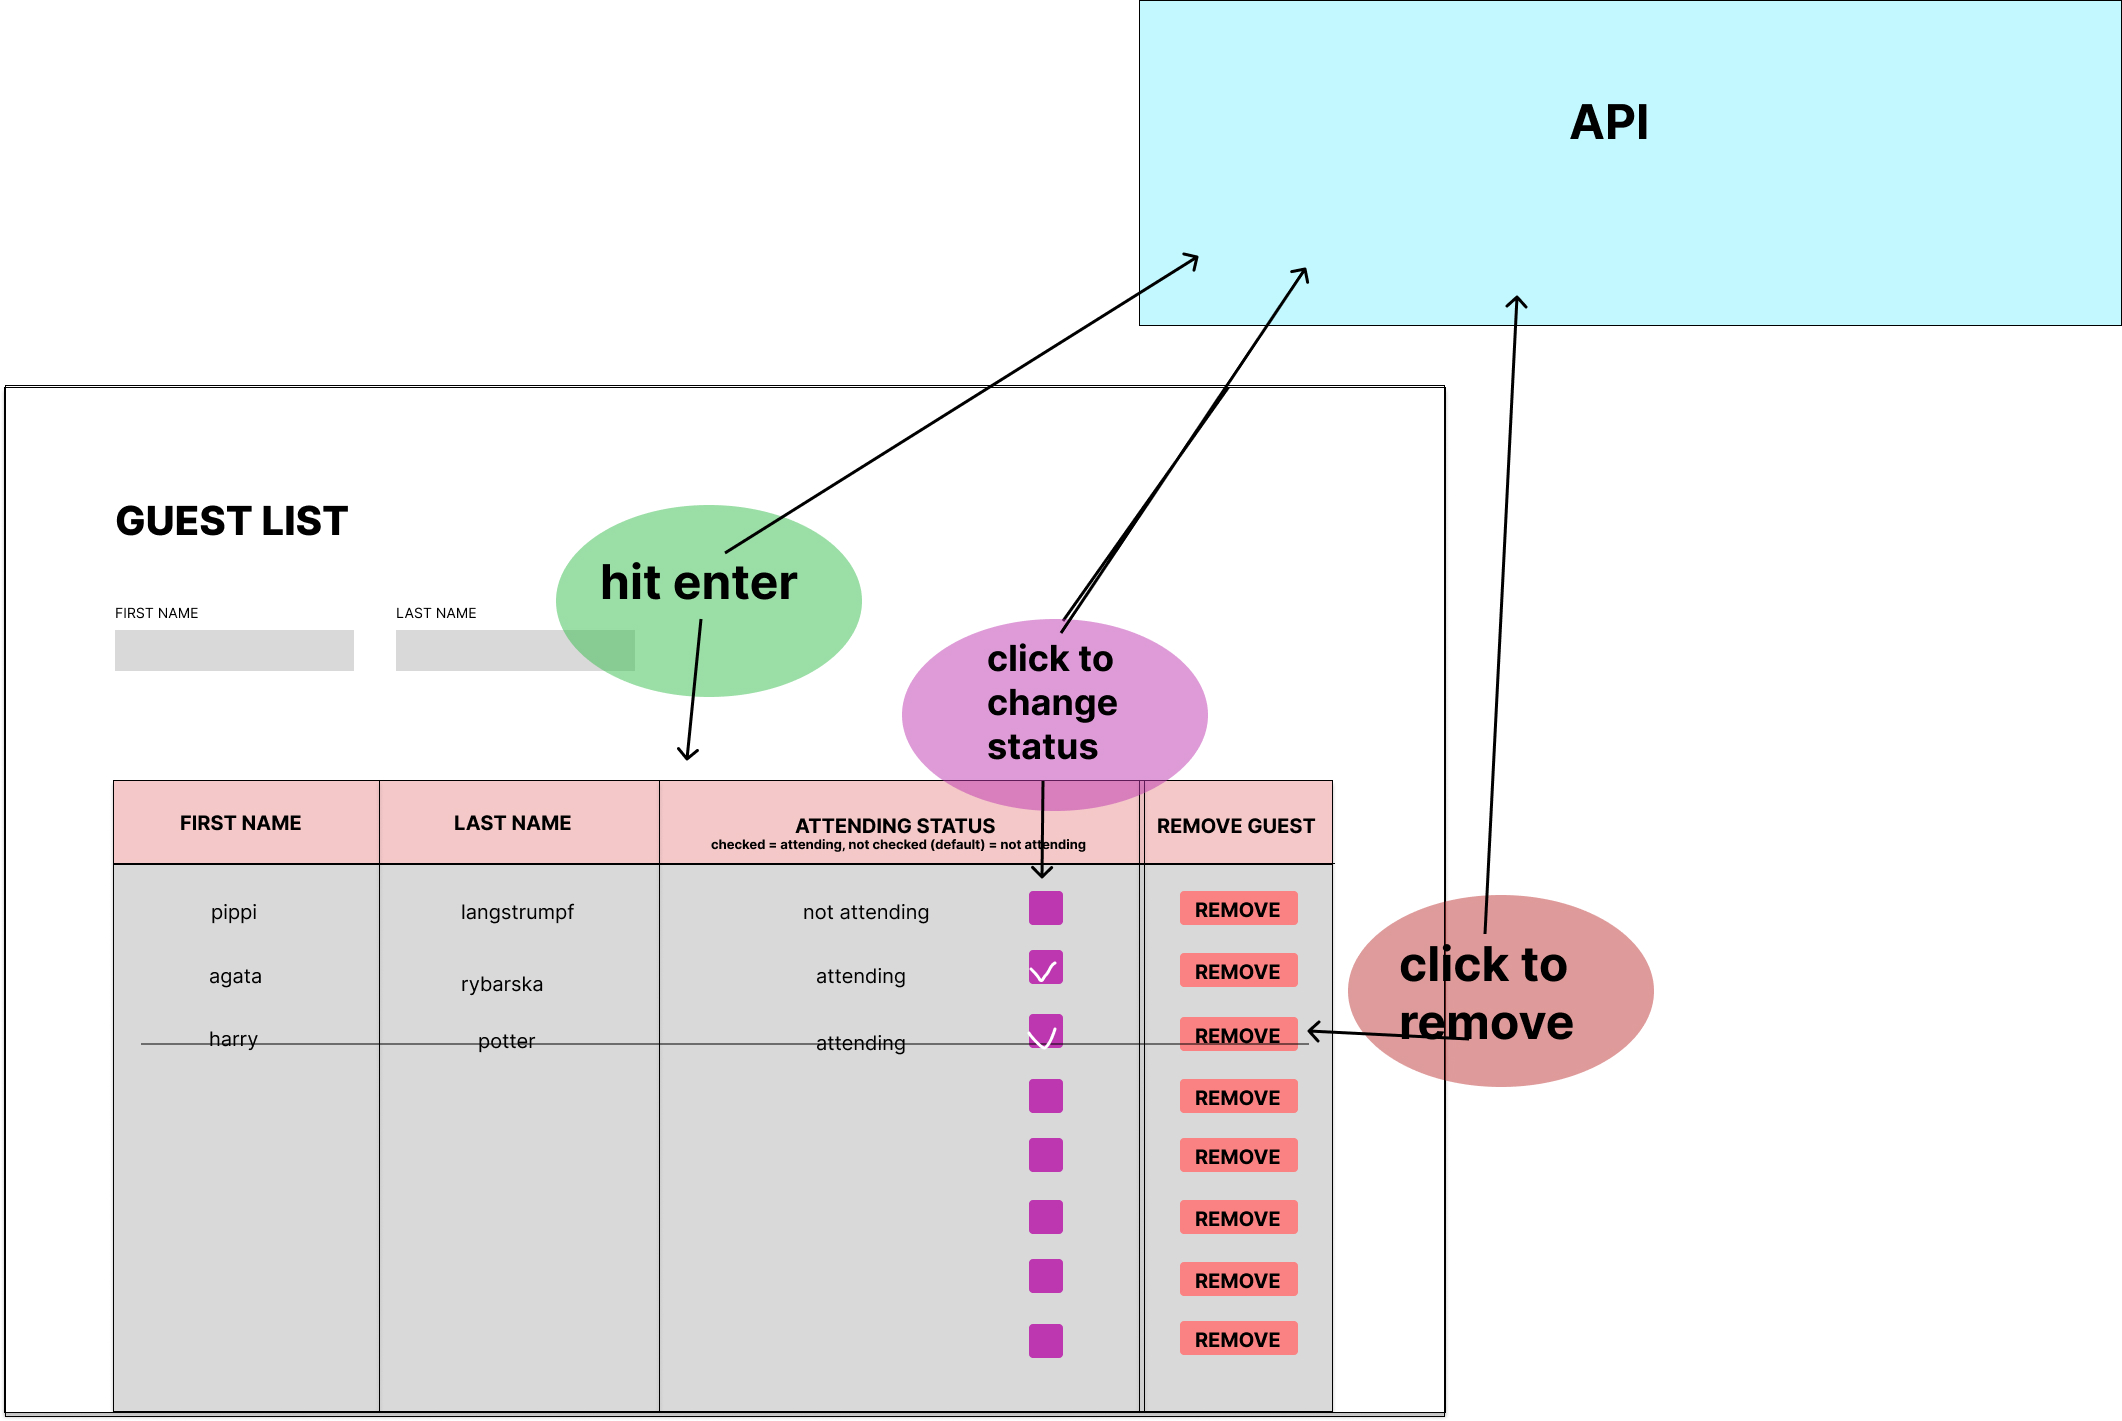 API
GUEST LIST
hit enter
FIRST NAME
LAST NAME
click to
change
status
FIRST NAME
LAST NAME
ATTENDING STATUS
checked = attending, not checked (default) = not attending
REMOVE GUEST
pippi
langstrumpf
not attending
REMOVE
agata
rybarska
attending
REMOVE
click to
remove
harry
potter
attending
REMOVE
REMOVE
REMOVE
REMOVE
REMOVE
REMOVE